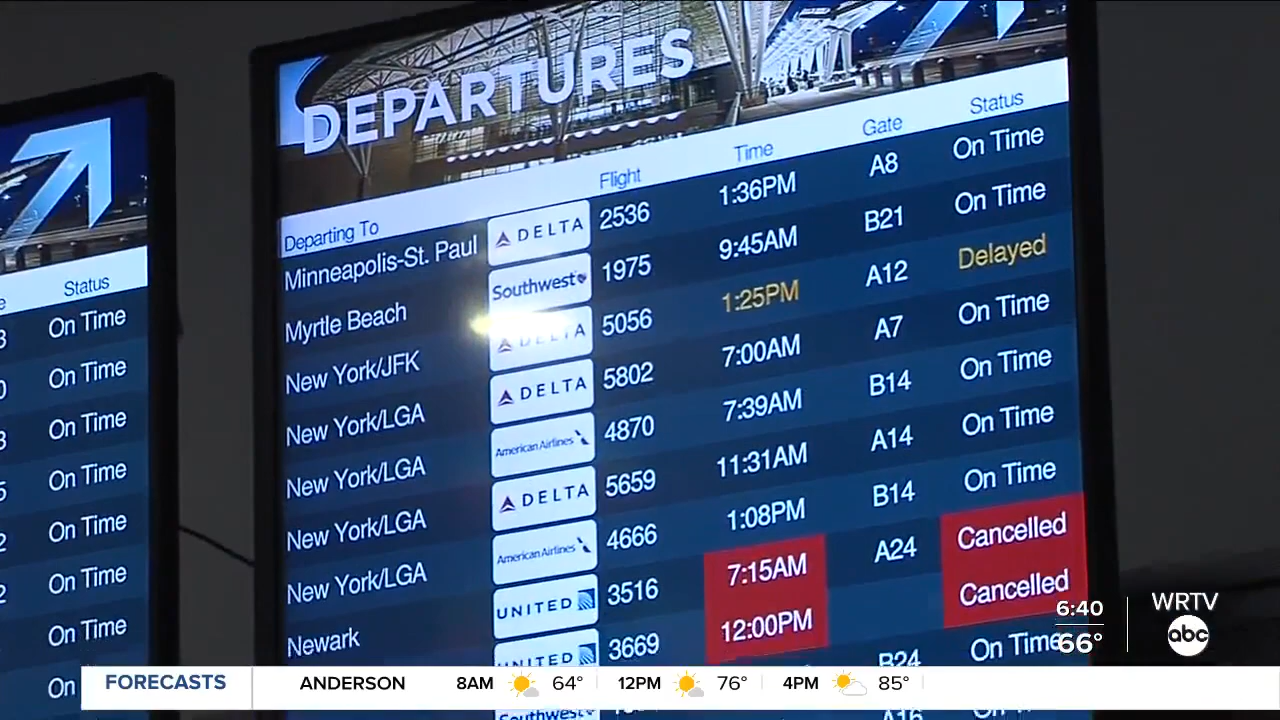 DEPARTURES
Departing To Flight Time Gate Status
Minneapolis-St. Paul DELTA 2536 1:36PM A8 On Time
Myrtle Beach Southwest 1975 9:45AM B21 On Time
New York/JFK DELTA 5056 1:25PM A12 Delayed
New York/LGA DELTA 5802 7:00AM A7 On Time
New York/LGA American Airlines 4870 7:39AM B14 On Time
New York/LGA DELTA 5659 11:31AM A14 On Time
New York/LGA American Airlines 4666 1:08PM B14 On Time
Newark UNITED 3516 7:15AM A24 Cancelled
UNITED 3669 12:00PM Cancelled
Southwest B24 On Time
A16
Status
On Time
On Time
On Time
On Time
On Time
On Time
On Time
On
6:40
66°
WRTV
abc
FORECASTS ANDERSON 8AM 64° 12PM 76° 4PM 85°